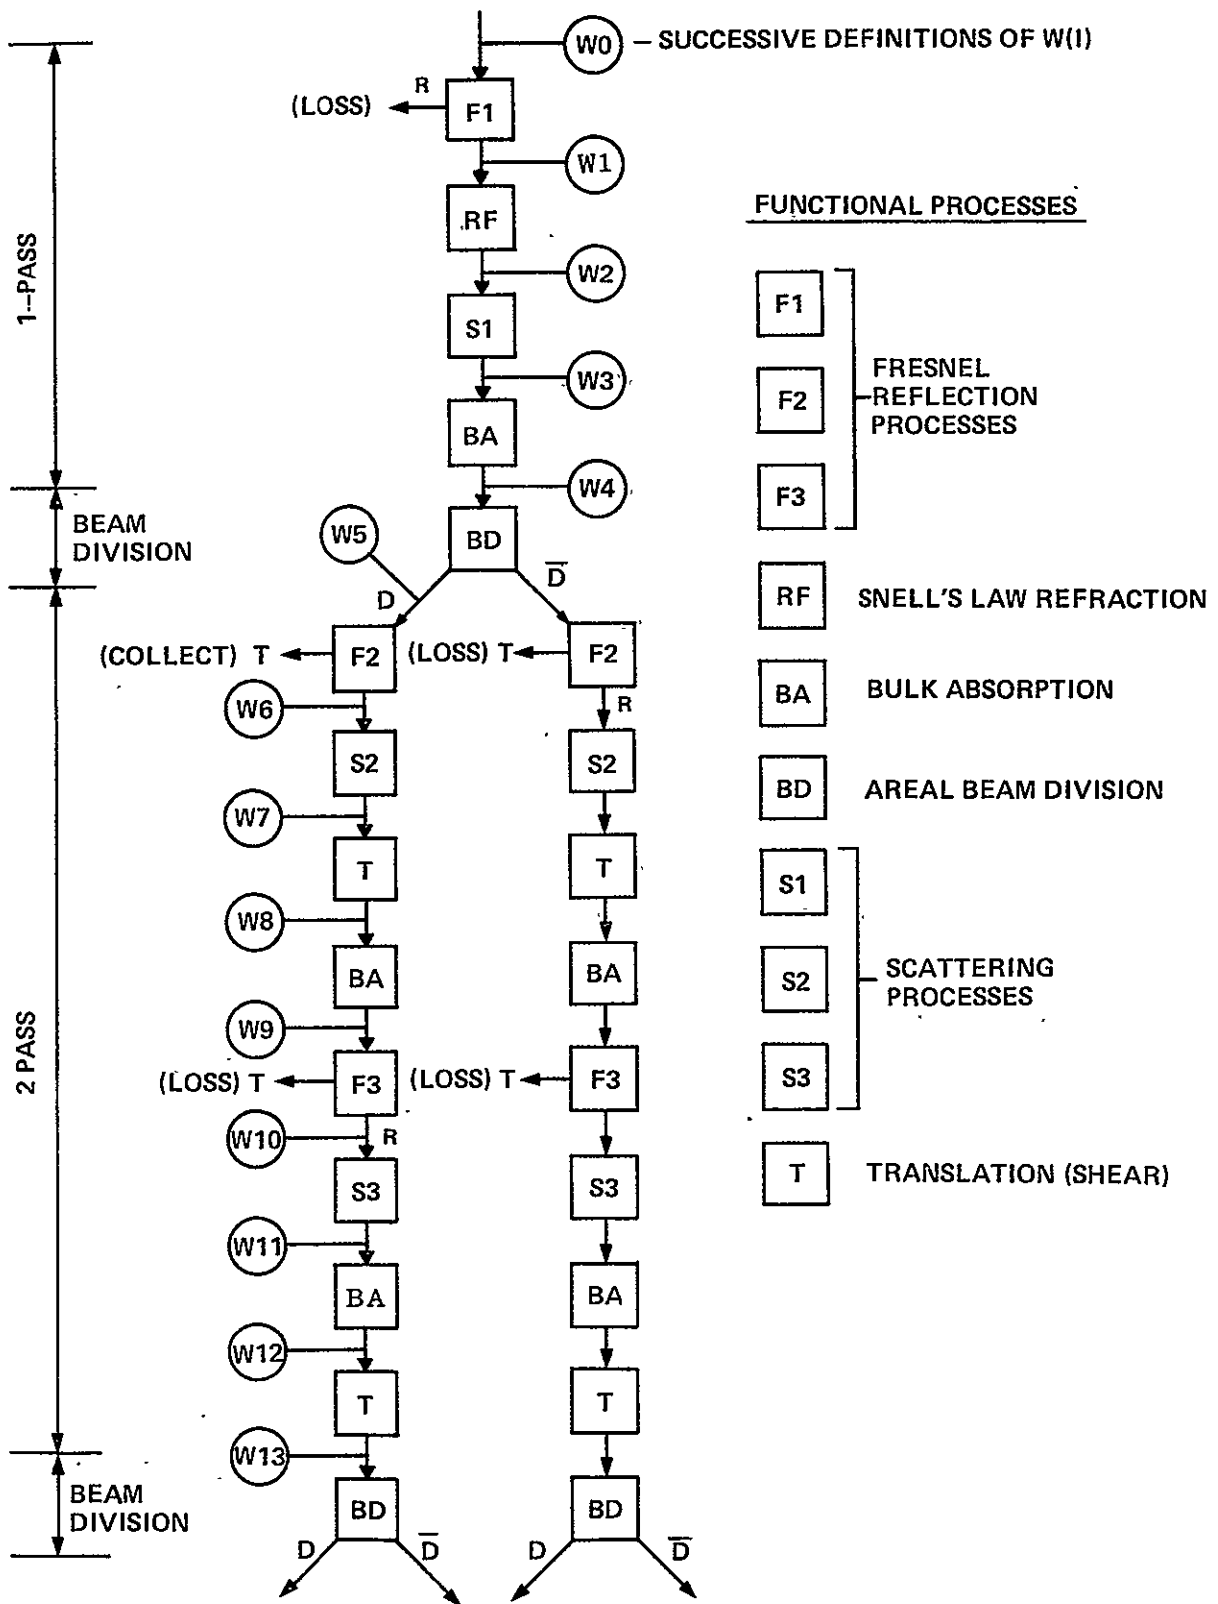 W0 – SUCCESSIVE DEFINITIONS OF W(I)
R
(LOSS)
F1
W1
RF
W2
S1
W3
BA
W4
1--PASS
BEAM
DIVISION
W5
BD
D
D̅
(COLLECT) T
F2
(LOSS) T
F2
W6
R
S2
S2
W7
T
T
W8
BA
BA
W9
2 PASS
(LOSS) T
F3
(LOSS) T
F3
W10
R
S3
S3
W11
BA
BA
W12
T
T
W13
BEAM
DIVISION
BD
BD
D
D̅
D
D̅
FUNCTIONAL PROCESSES
F1
F2
F3
FRESNEL
REFLECTION
PROCESSES
RF
SNELL'S LAW REFRACTION
BA
BULK ABSORPTION
BD
AREAL BEAM DIVISION
S1
S2
S3
SCATTERING
PROCESSES
T
TRANSLATION (SHEAR)